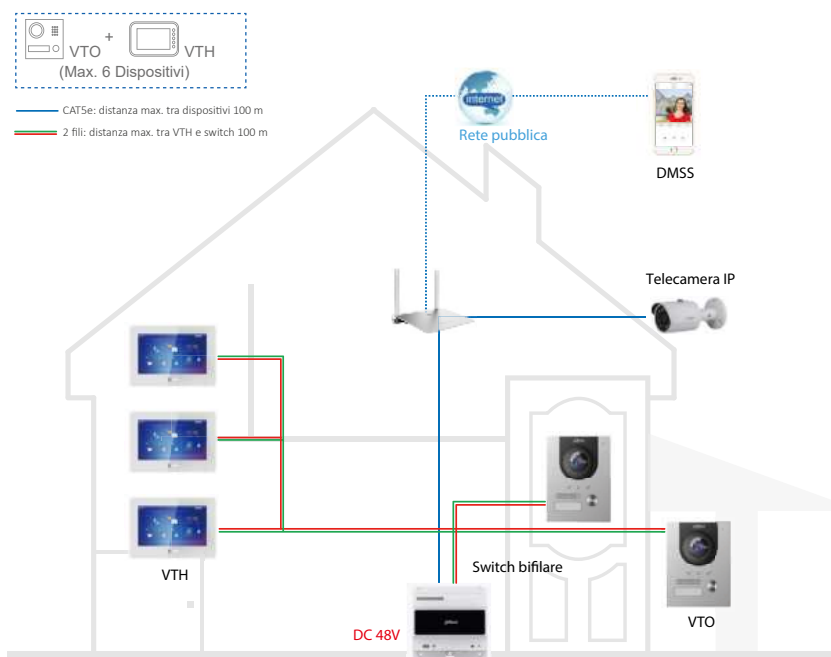 VTO + VTH
(Max. 6 Dispositivi)
CAT5e: distanza max. tra dispositivi 100 m
2 fili: distanza max. tra VTH e switch 100 m
internet
Rete pubblica
DMSS
Telecamera IP
VTH
Switch bifilare
DC 48V
VTO